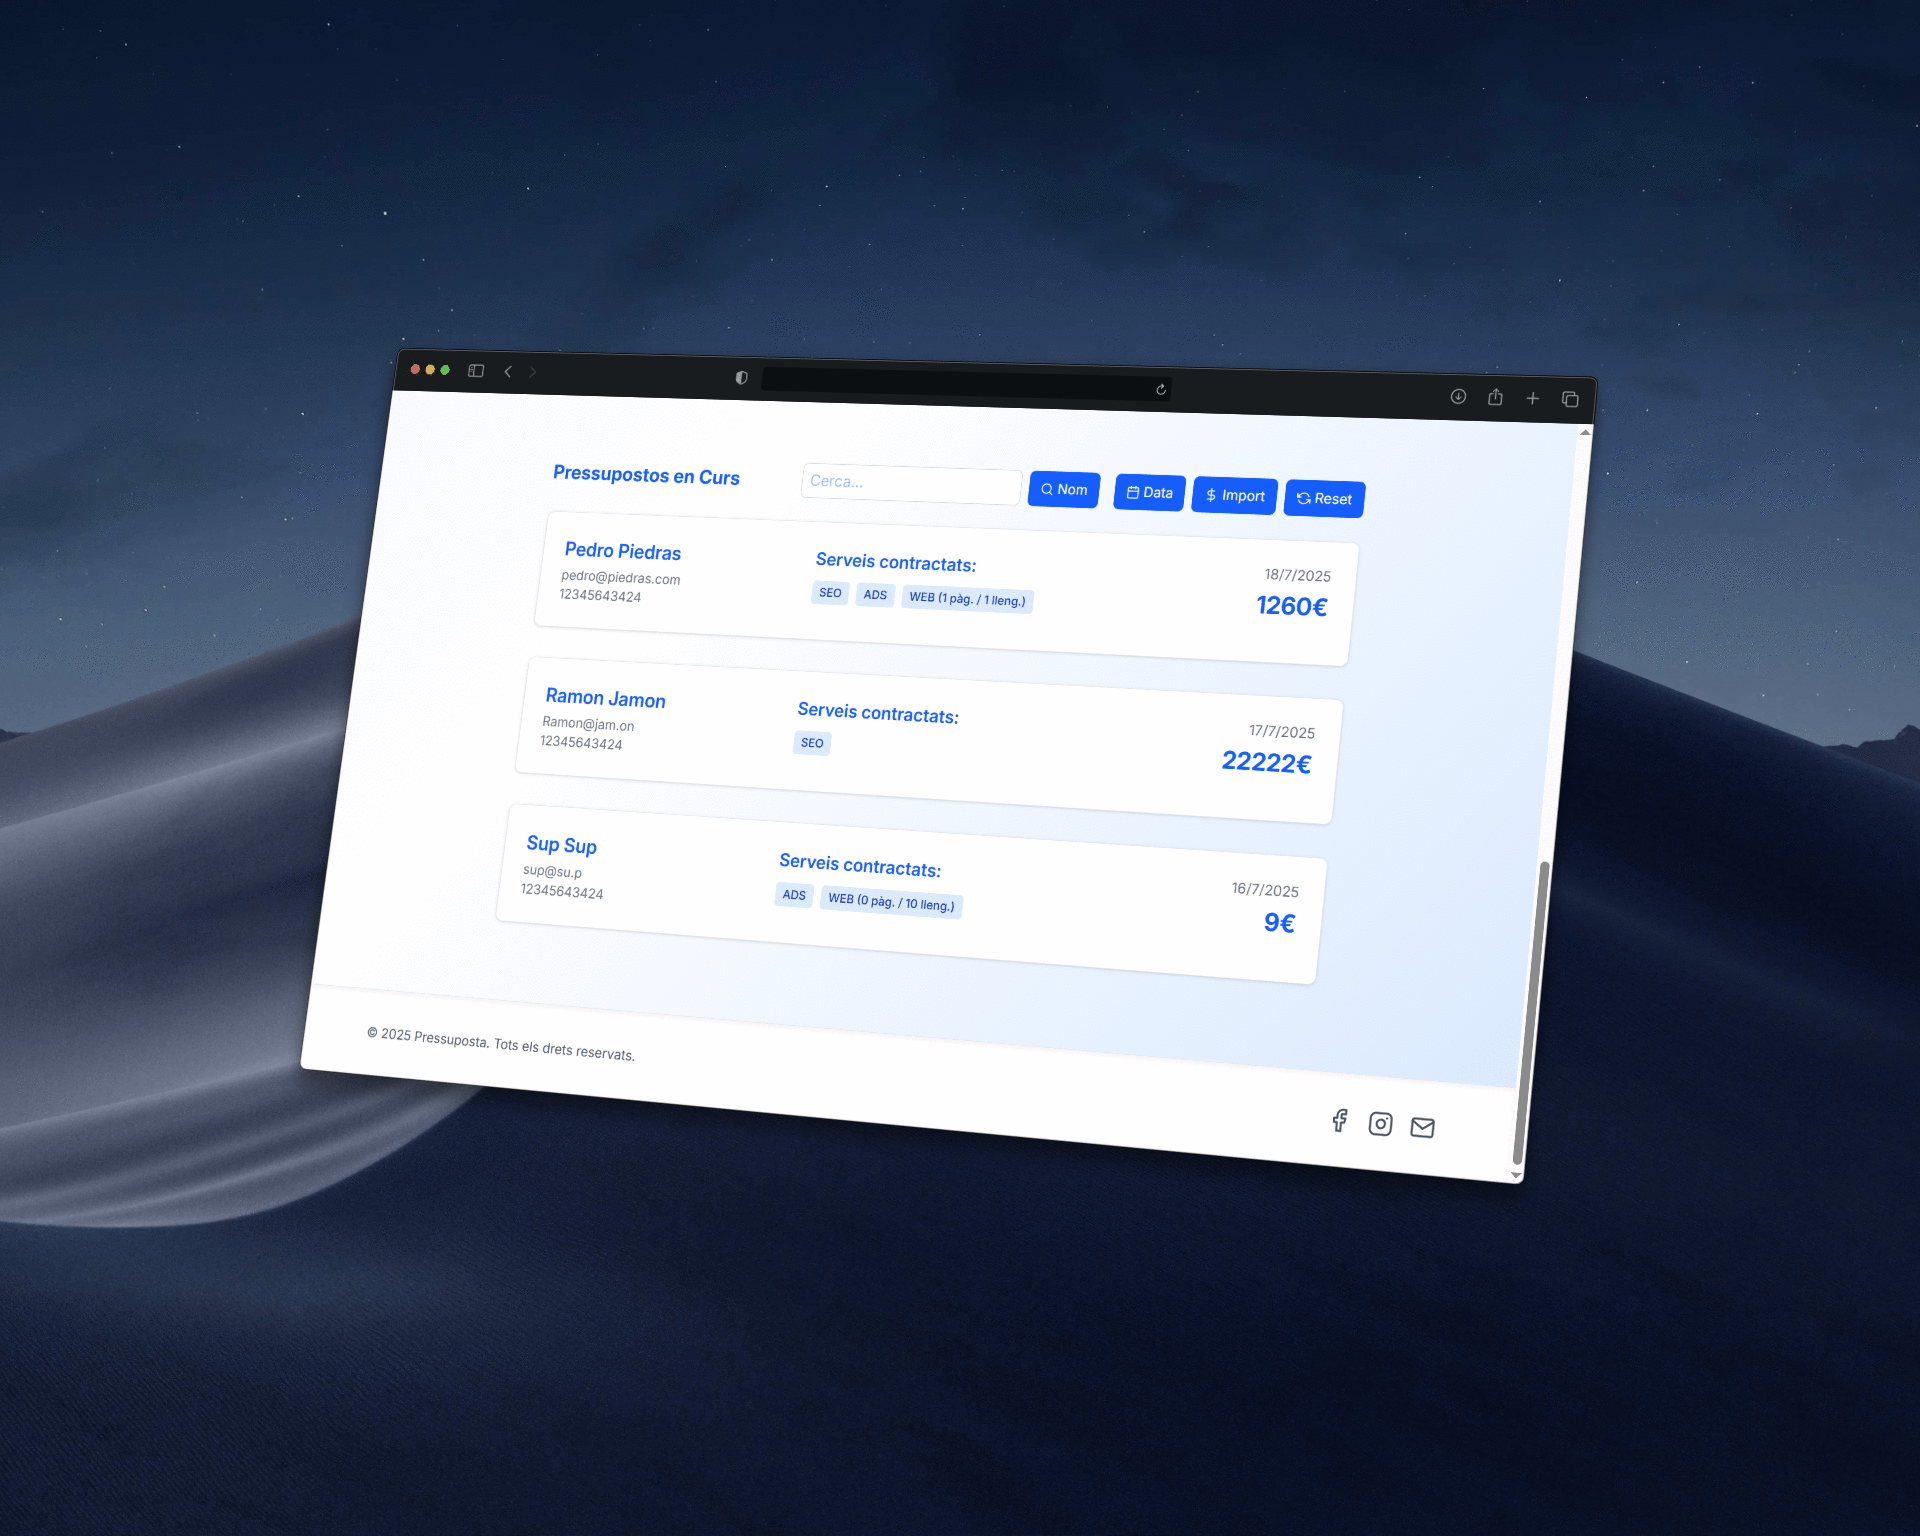 Pressupostos en Curs
Cerca...
Nom
Data
Import
Reset
Pedro Piedras
pedro@piedras.com
12345643424
Serveis contractats:
SEO
ADS
WEB (1 pàg. / 1 lleng.)
18/7/2025
1260€
Ramon Jamon
Ramon@jam.on
12345643424
Serveis contractats:
SEO
17/7/2025
22222€
Sup Sup
sup@su.p
12345643424
Serveis contractats:
ADS
WEB (0 pàg. / 10 lleng.)
16/7/2025
9€
© 2025 Pressuposta. Tots els drets reservats.